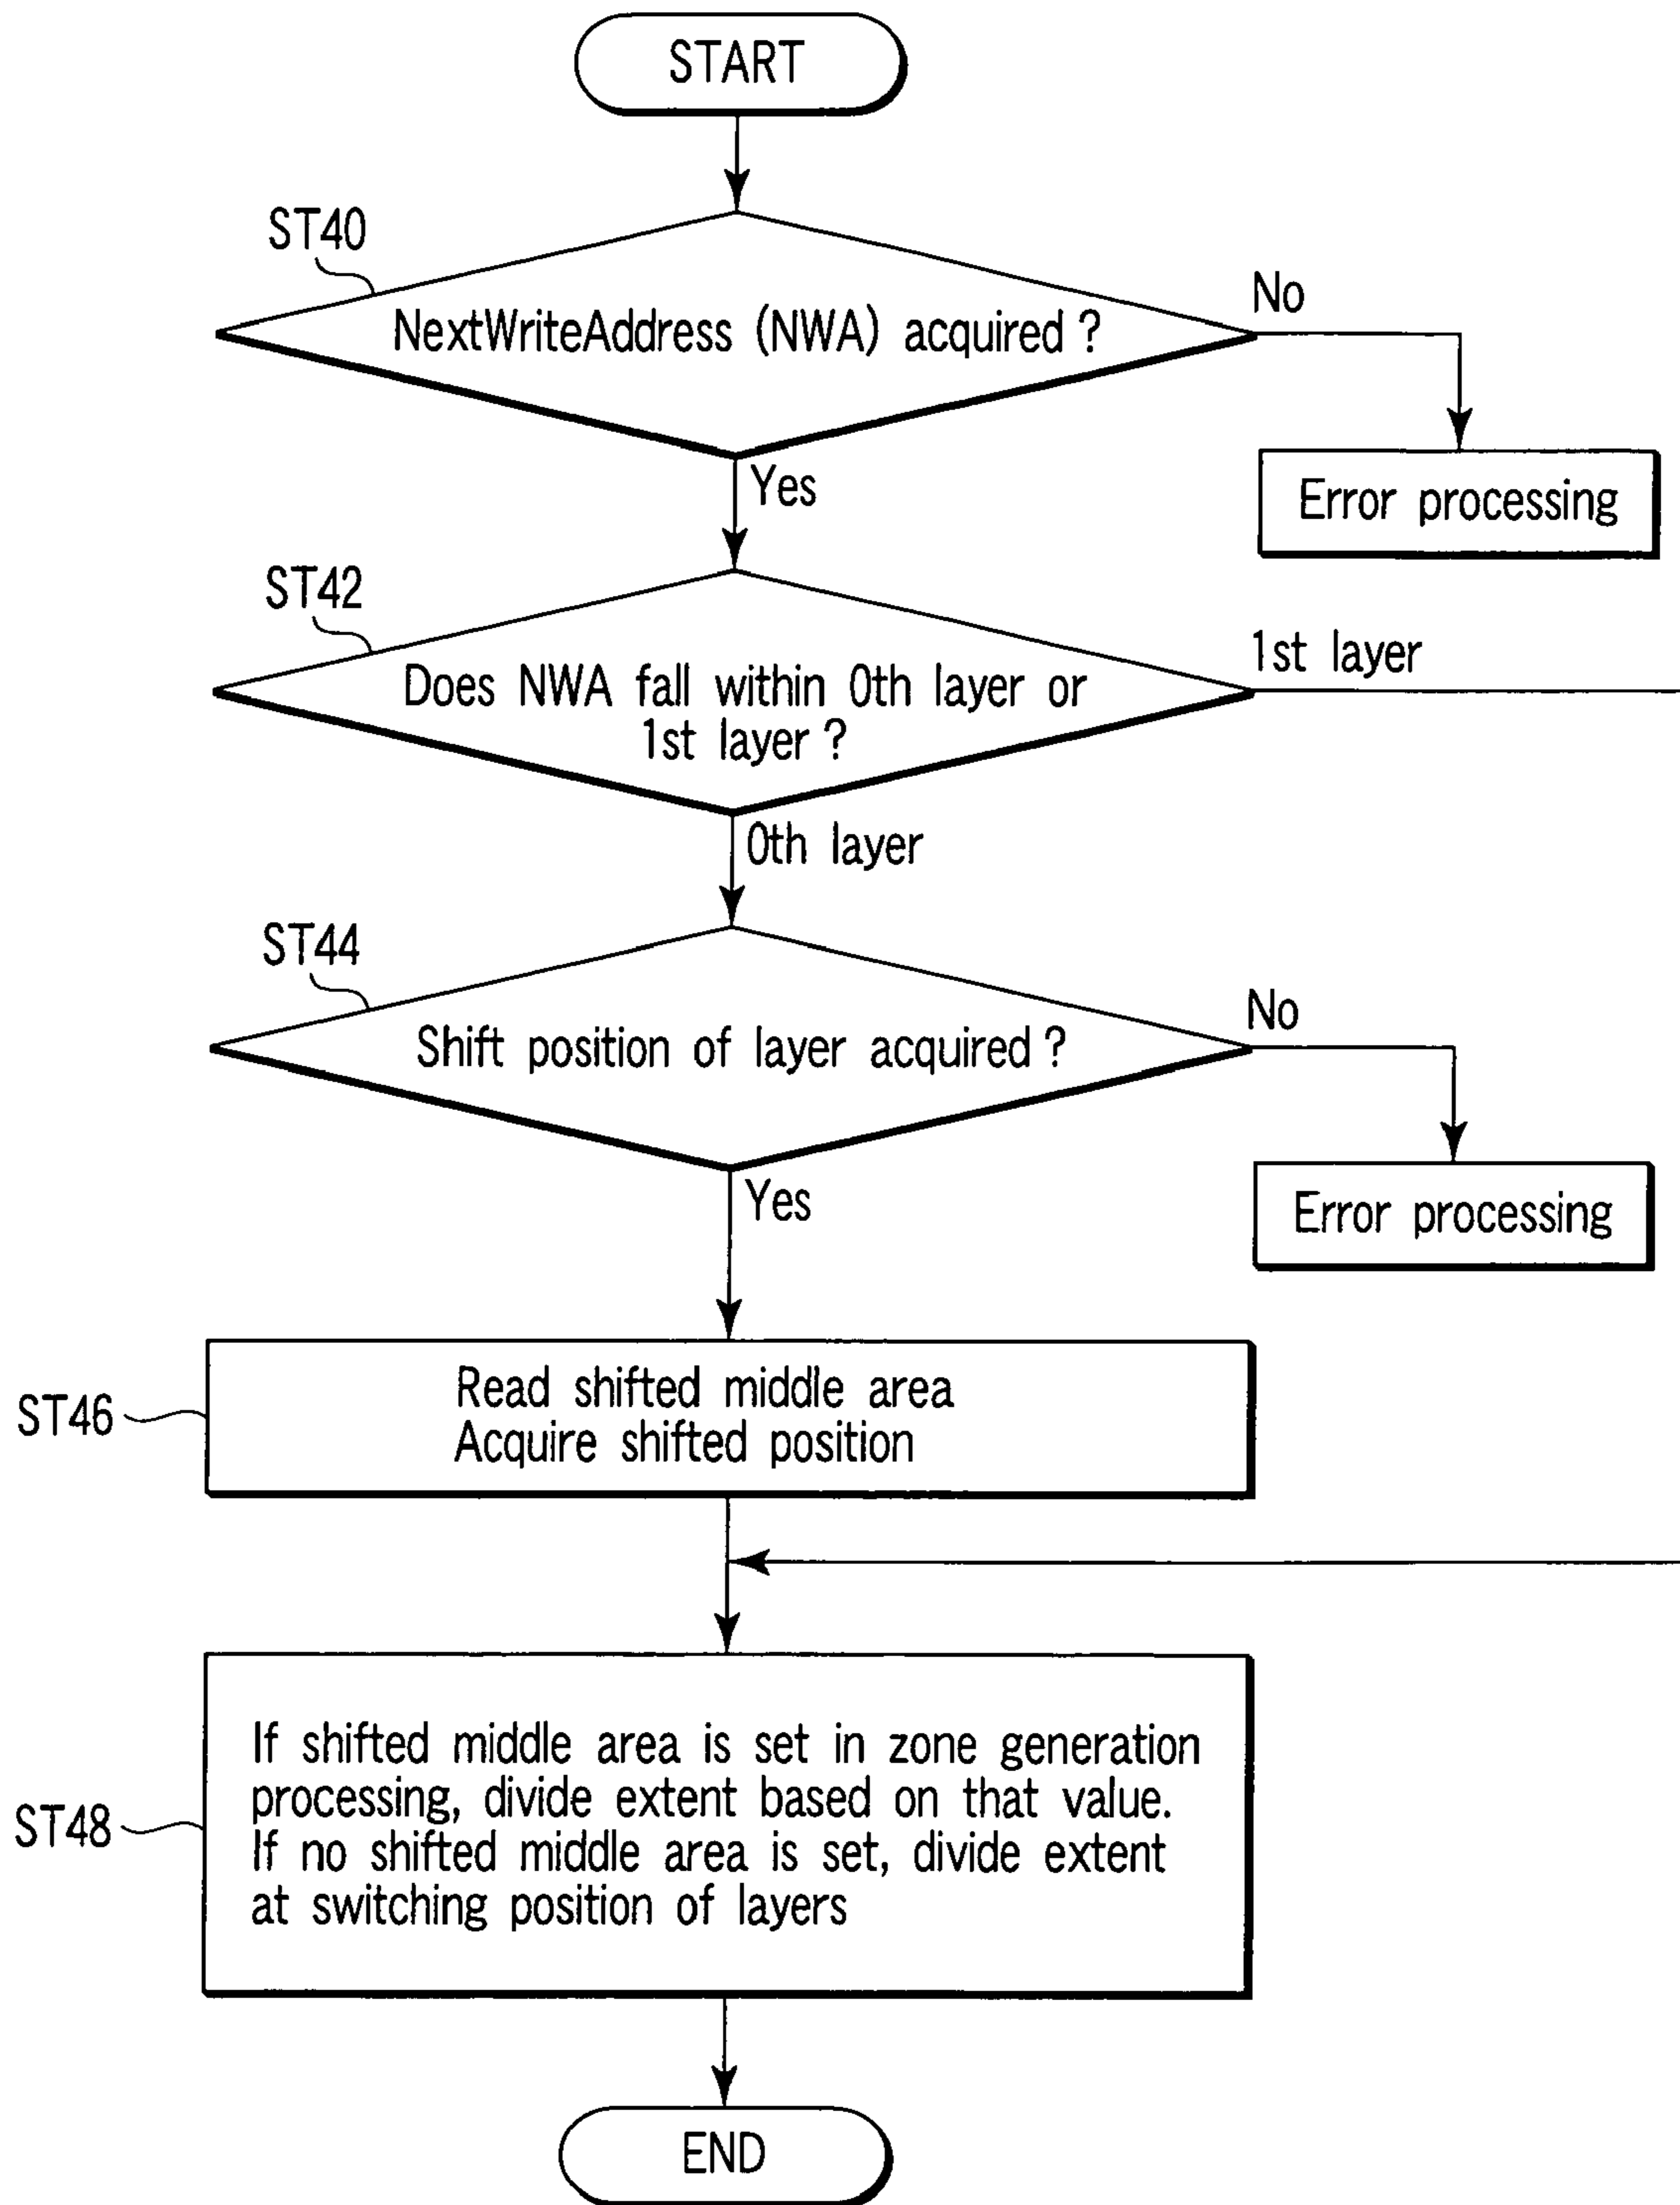 START
ST40
NextWriteAddress (NWA) acquired ?
No
Error processing
Yes
ST42
Does NWA fall within 0th layer or
1st layer ?
1st layer
0th layer
ST44
Shift position of layer acquired ?
No
Error processing
Yes
ST46
Read shifted middle area
Acquire shifted position
ST48
If shifted middle area is set in zone generation
processing, divide extent based on that value.
If no shifted middle area is set, divide extent
at switching position of layers
END